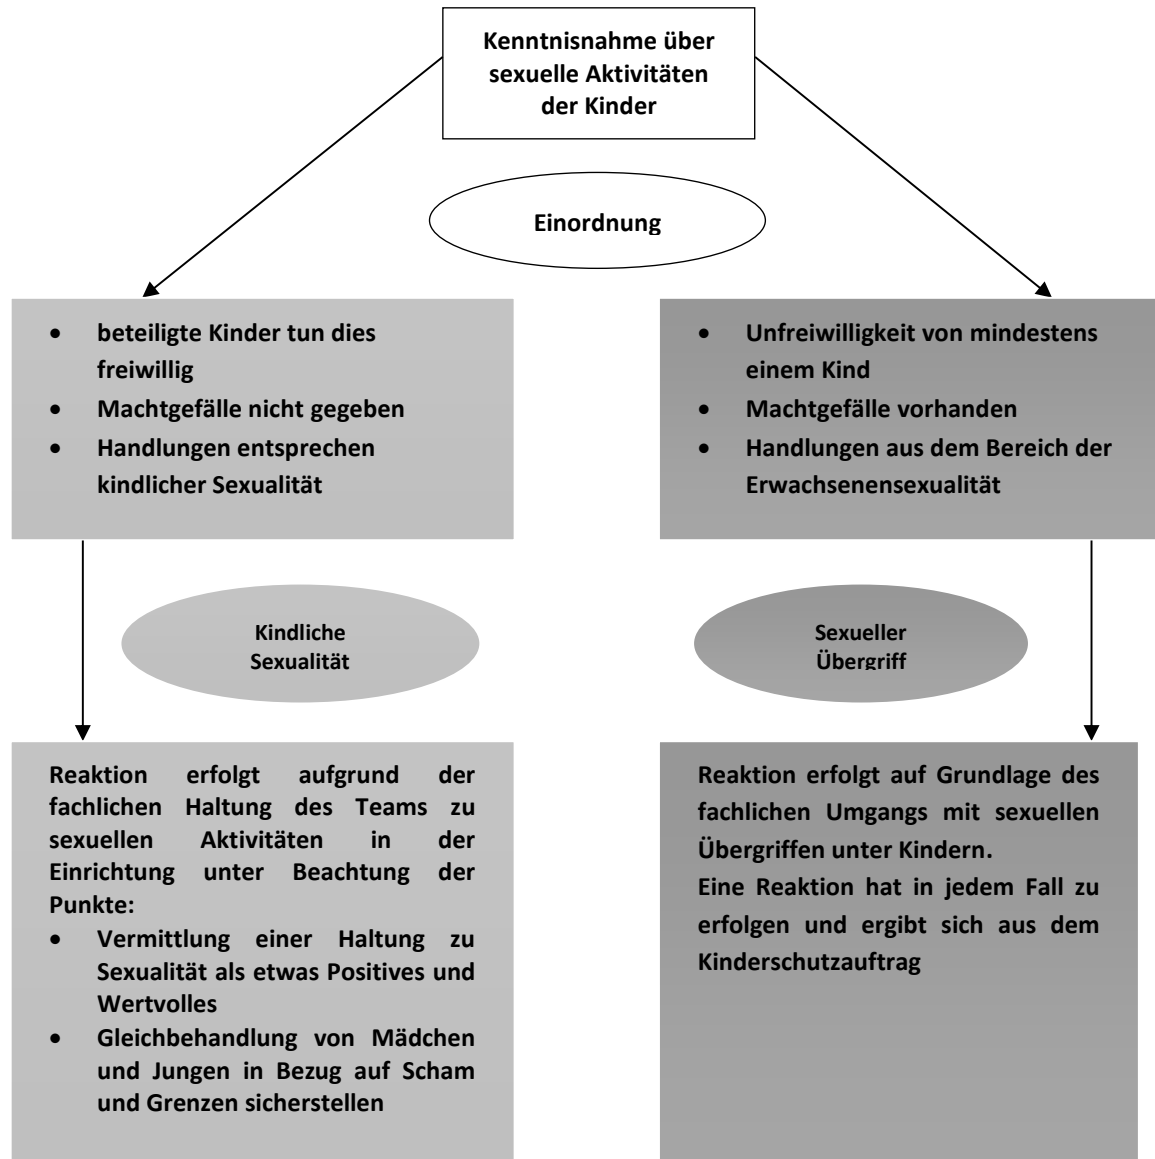 Kenntnisnahme über
sexuelle Aktivitäten
der Kinder
Einordnung
• beteiligte Kinder tun dies
freiwillig
• Machtgefälle nicht gegeben
• Handlungen entsprechen
kindlicher Sexualität
• Unfreiwilligkeit von mindestens
einem Kind
• Machtgefälle vorhanden
• Handlungen aus dem Bereich der
Erwachsenensexualität
Kindliche
Sexualität
Sexueller
Übergriff
Reaktion erfolgt aufgrund der
fachlichen Haltung des Teams zu
sexuellen Aktivitäten in der
Einrichtung unter Beachtung der
Punkte:
• Vermittlung einer Haltung zu
Sexualität als etwas Positives und
Wertvolles
• Gleichbehandlung von Mädchen
und Jungen in Bezug auf Scham
und Grenzen sicherstellen
Reaktion erfolgt auf Grundlage des
fachlichen Umgangs mit sexuellen
Übergriffen unter Kindern.
Eine Reaktion hat in jedem Fall zu
erfolgen und ergibt sich aus dem
Kinderschutzauftrag